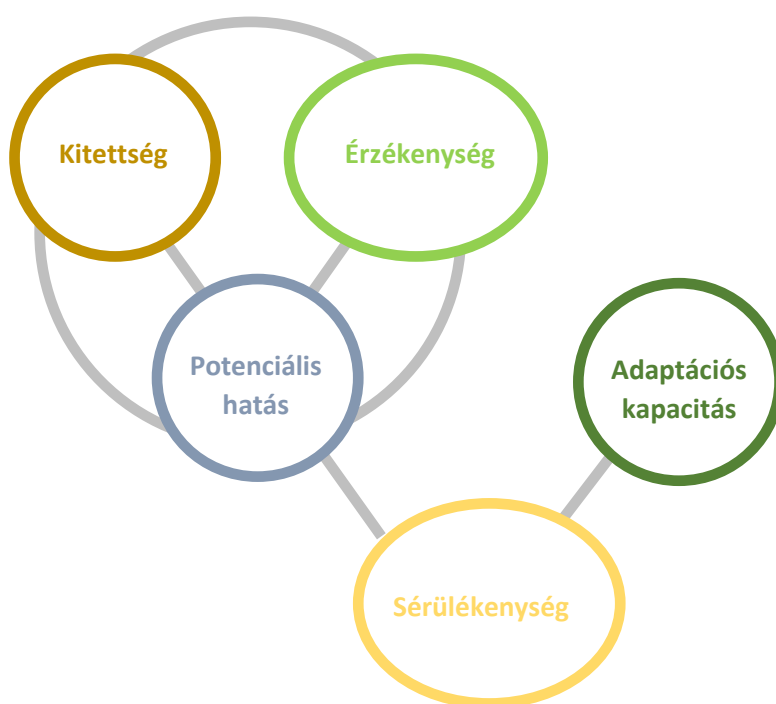 Kitettség
Érzékenység
Potenciális
hatás
Adaptációs
kapacitás
Sérülékenység